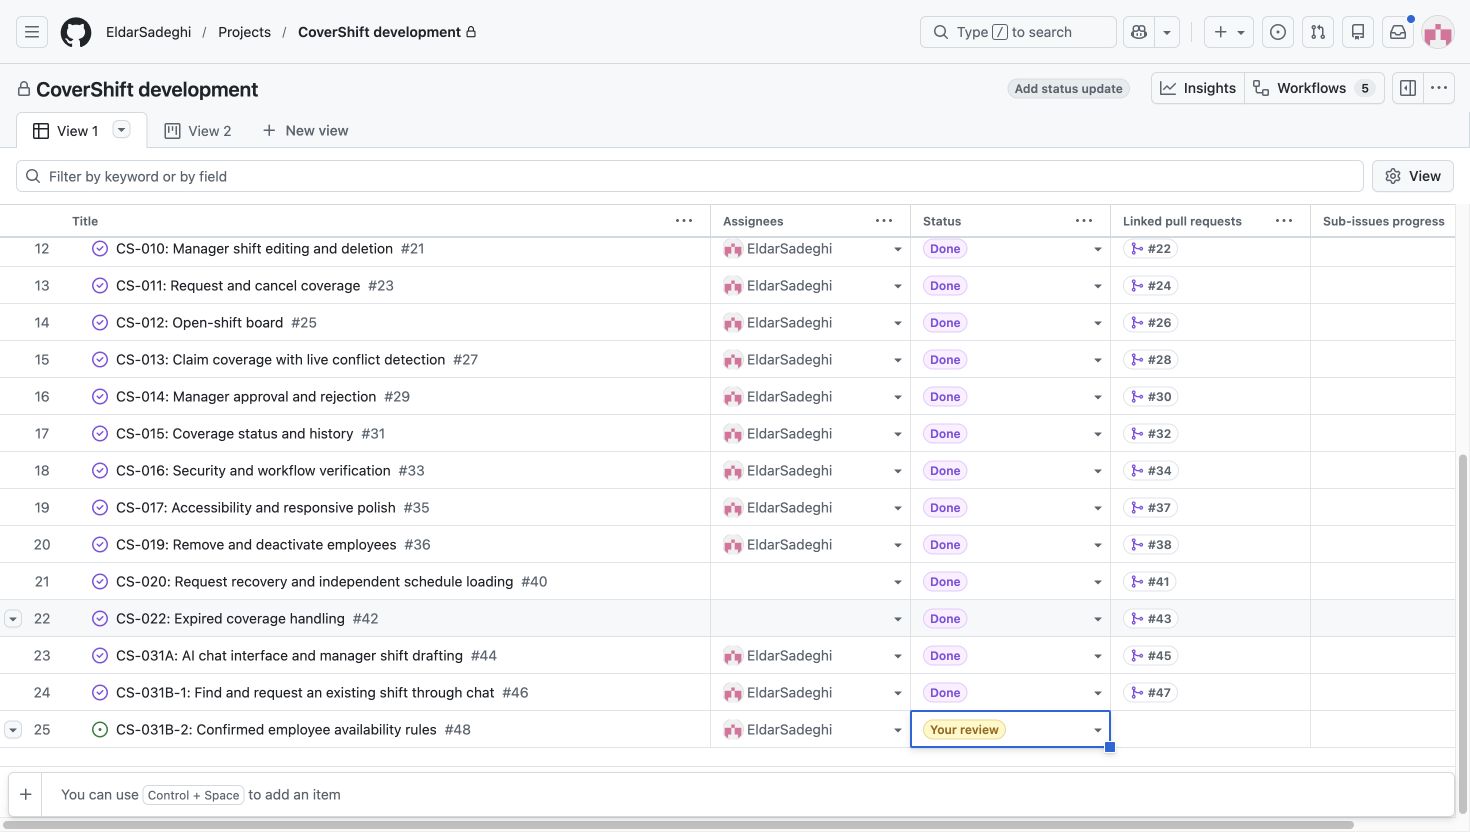 EldarSadeghi / Projects / CoverShift development
Type / to search
CoverShift development
Add status update
Insights
Workflows 5
View 1
View 2
New view
Filter by keyword or by field
View
Title Assignees Status Linked pull requests Sub-issues progress
12 CS-010: Manager shift editing and deletion #21 EldarSadeghi Done #22
13 CS-011: Request and cancel coverage #23 EldarSadeghi Done #24
14 CS-012: Open-shift board #25 EldarSadeghi Done #26
15 CS-013: Claim coverage with live conflict detection #27 EldarSadeghi Done #28
16 CS-014: Manager approval and rejection #29 EldarSadeghi Done #30
17 CS-015: Coverage status and history #31 EldarSadeghi Done #32
18 CS-016: Security and workflow verification #33 EldarSadeghi Done #34
19 CS-017: Accessibility and responsive polish #35 EldarSadeghi Done #37
20 CS-019: Remove and deactivate employees #36 EldarSadeghi Done #38
21 CS-020: Request recovery and independent schedule loading #40 Done #41
22 CS-022: Expired coverage handling #42 Done #43
23 CS-031A: AI chat interface and manager shift drafting #44 EldarSadeghi Done #45
24 CS-031B-1: Find and request an existing shift through chat #46 EldarSadeghi Done #47
25 CS-031B-2: Confirmed employee availability rules #48 EldarSadeghi Your review
You can use Control + Space to add an item